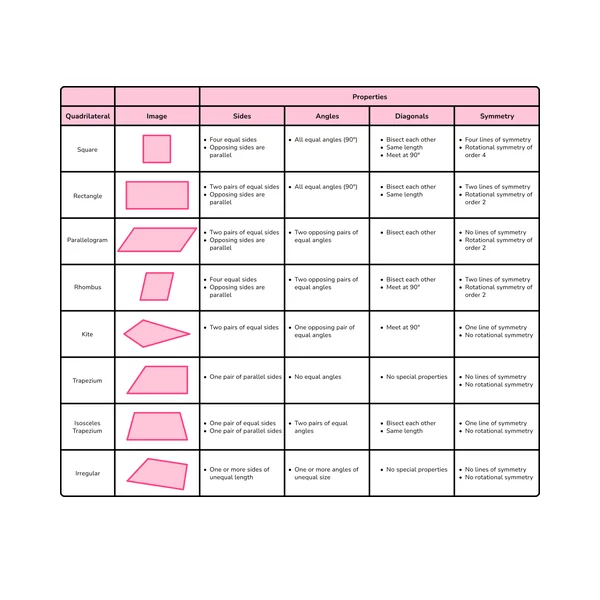 Properties
Quadrilateral Image Sides Angles Diagonals Symmetry
Square
• Four equal sides
• Opposing sides are
parallel
• All equal angles (90°)
• Bisect each other
• Same length
• Meet at 90°
• Four lines of symmetry
• Rotational symmetry of
order 4
Rectangle
• Two pairs of equal sides
• Opposing sides are
parallel
• All equal angles (90°)
• Bisect each other
• Same length
• Two lines of symmetry
• Rotational symmetry of
order 2
Parallelogram
• Two pairs of equal sides
• Opposing sides are
parallel
• Two opposing pairs of
equal angles
• Bisect each other
• No lines of symmetry
• Rotational symmetry of
order 2
Rhombus
• Four equal sides
• Opposing sides are
parallel
• Two opposing pairs of
equal angles
• Bisect each other
• Meet at 90°
• Two lines of symmetry
• Rotational symmetry of
order 2
Kite
• Two pairs of equal sides
• One opposing pair of
equal angles
• Meet at 90°
• One line of symmetry
• No rotational symmetry
Trapezium
• One pair of parallel sides
• No equal angles
• No special properties
• No lines of symmetry
• No rotational symmetry
Isosceles
Trapezium
• One pair of equal sides
• One pair of parallel sides
• Two pairs of equal
angles
• Bisect each other
• Same length
• One line of symmetry
• No rotational symmetry
Irregular
• One or more sides of
unequal length
• One or more angles of
unequal size
• No special properties
• No lines of symmetry
• No rotational symmetry